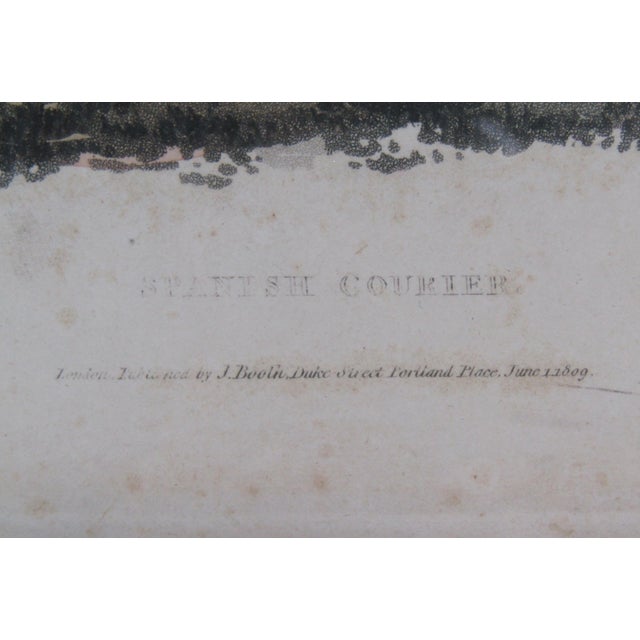 SPANISH COURIER.
London, Published by J. Booth, Duke Street Portland Place, June 1.1809.